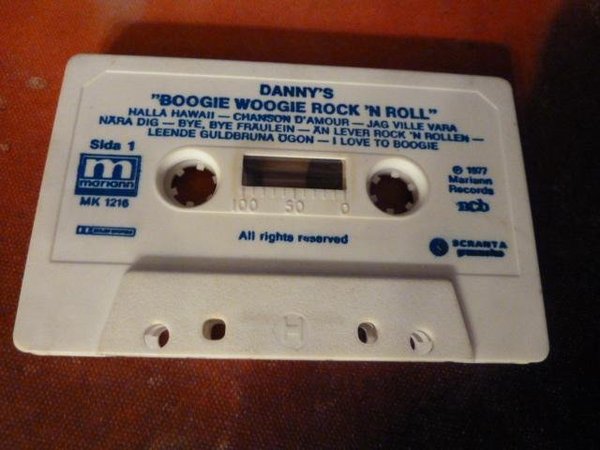 DANNY'S
"BOOGIE WOOGIE ROCK 'N ROLL"
HALLA HAWAII — CHANSON D'AMOUR — JAG VILLE VARA
NÄRA DIG — BYE, BYE FRÄULEIN — ÄN LEVER ROCK 'N ROLLEN —
LEENDE GULDBRUNA ÖGON — I LOVE TO BOOGIE
Sida 1
m
mariann
MK 1216
100 50 0
℗ 1977
Mariann
Records
ncb
All rights reserved
SCRANTA
H